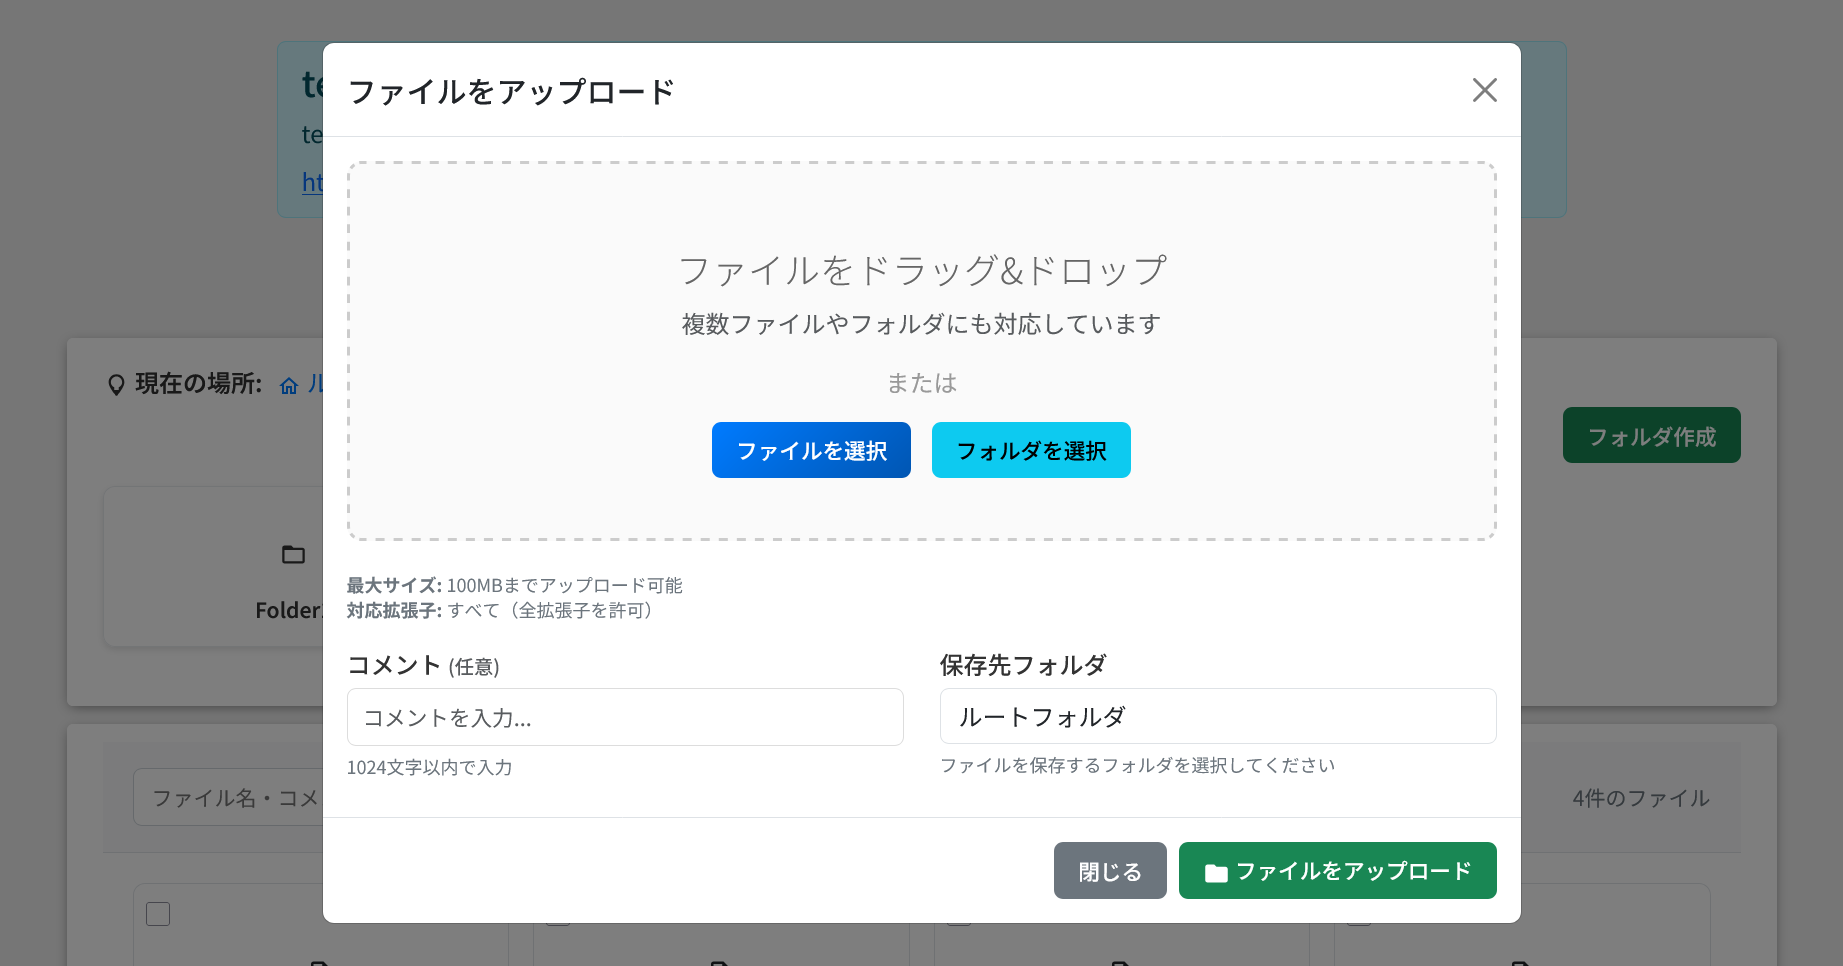 ファイルをアップロード
ファイルをドラッグ&ドロップ
複数ファイルやフォルダにも対応しています
または
ファイルを選択
フォルダを選択
最大サイズ: 100MBまでアップロード可能
対応拡張子: すべて（全拡張子を許可）
コメント (任意)
コメントを入力...
1024文字以内で入力
保存先フォルダ
ルートフォルダ
ファイルを保存するフォルダを選択してください
閉じる
ファイルをアップロード
te
te
ht
現在の場所: ル
フォルダ作成
Folder
ファイル名・コメ
4件のファイル